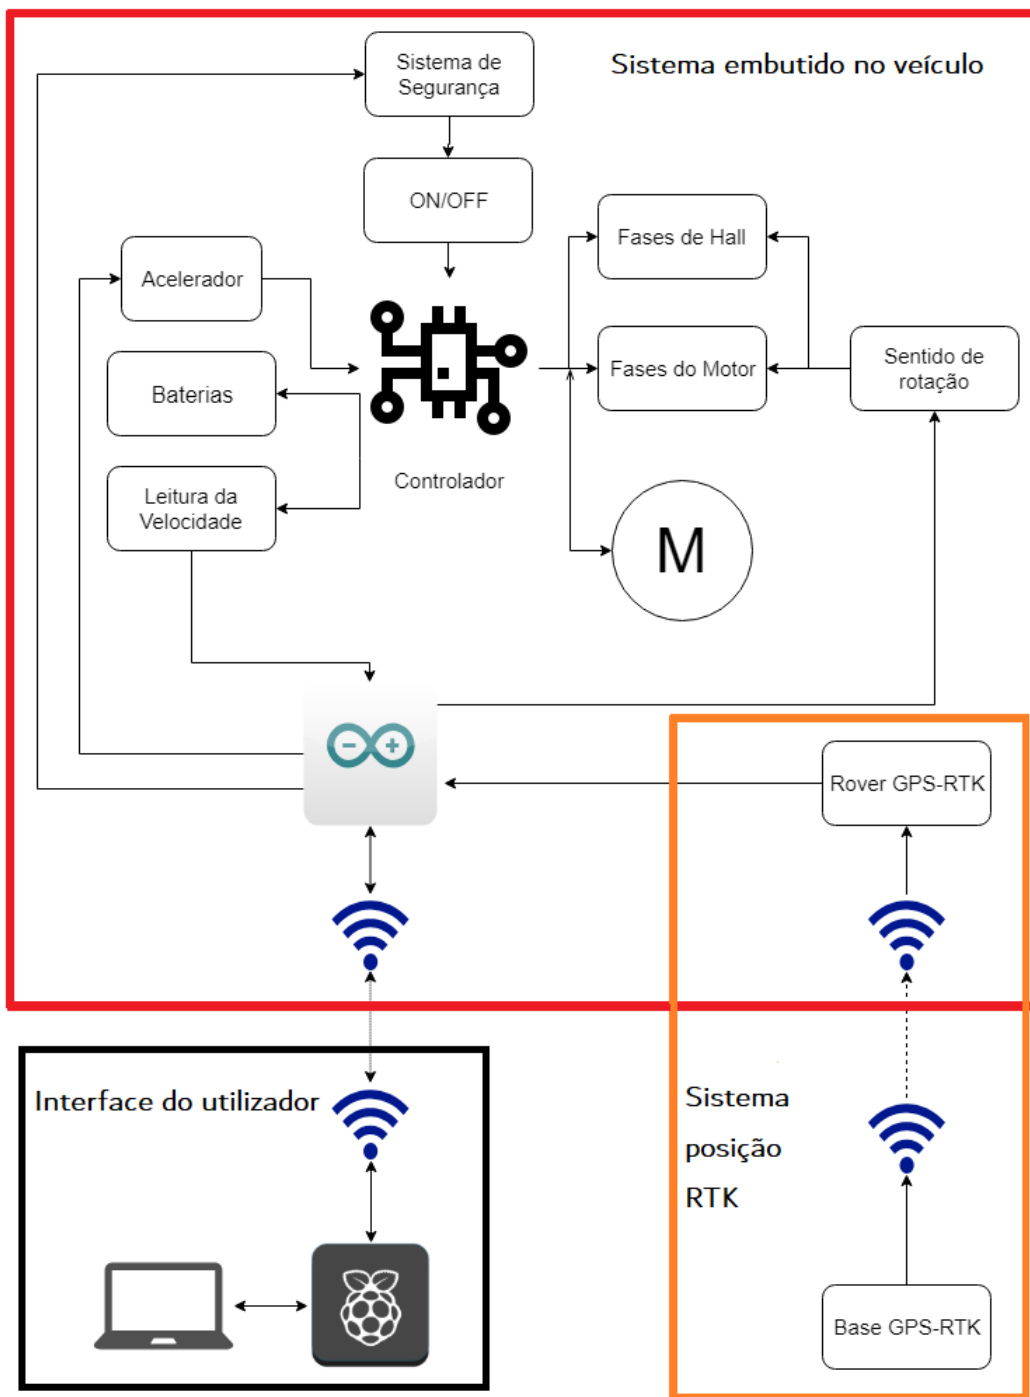 Sistema embutido no veículo
Sistema de
Segurança
ON/OFF
Fases de Hall
Acelerador
Fases do Motor
Sentido de
rotação
Baterias
Controlador
Leitura da
Velocidade
M
Rover GPS-RTK
Interface do utilizador
Sistema
posição
RTK
Base GPS-RTK